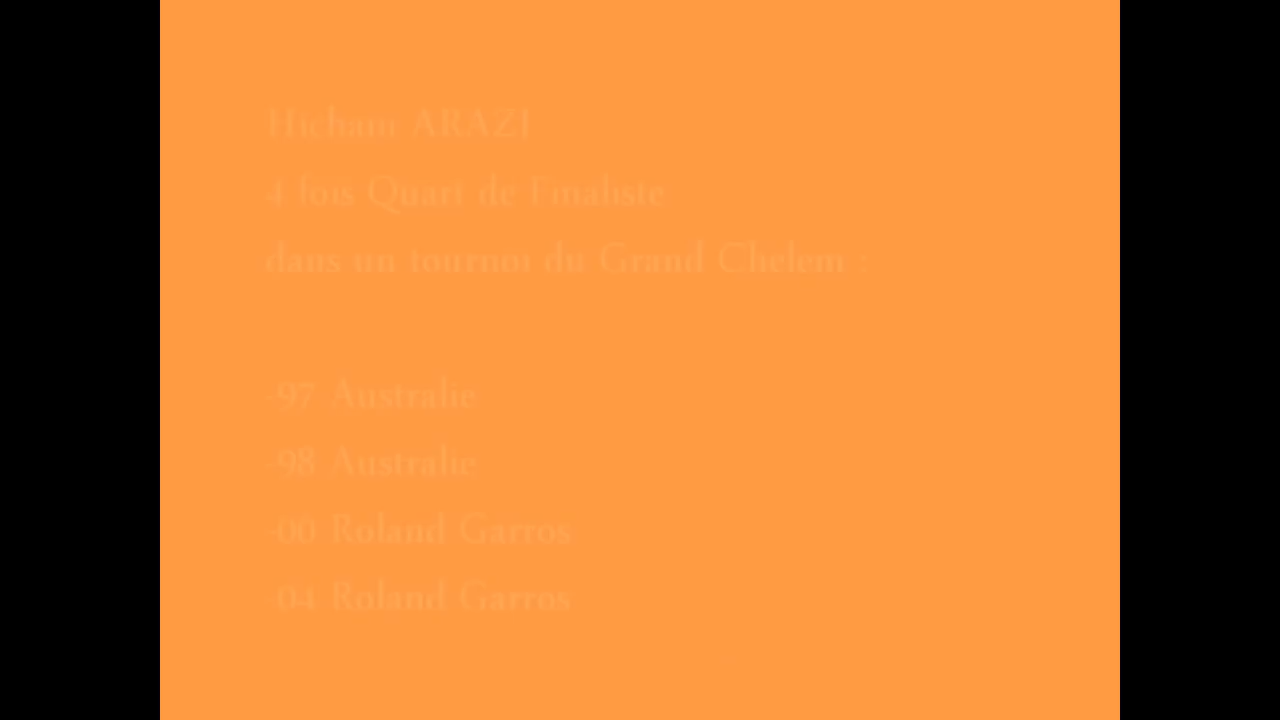 Hicham ARAZI
4 fois Quart de Finaliste
dans un tournoi du Grand Chelem :
-97 Australie
-98 Australie
-00 Roland Garros
-04 Roland Garros